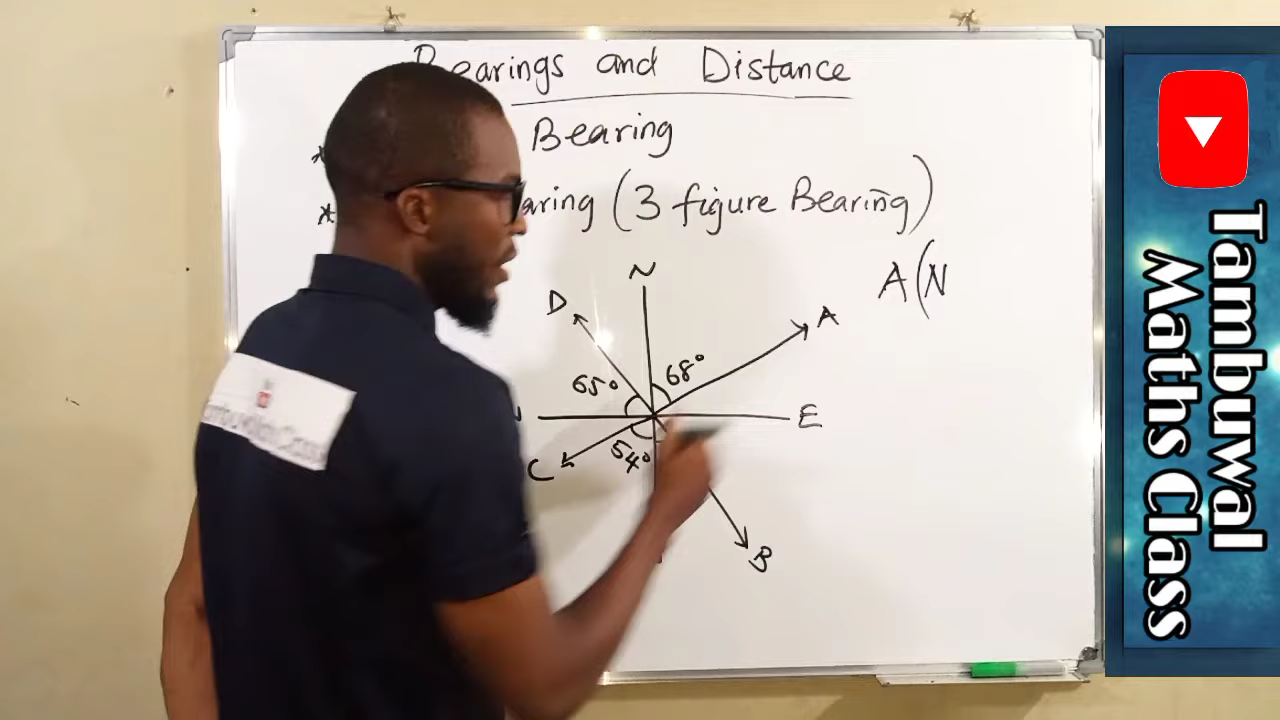 Bearings and Distance
* Bearing
* aring (3 figure Bearing)
A (N
N
D
A
65°
68°
E
54°
C
B
Tambuwal
Maths Class